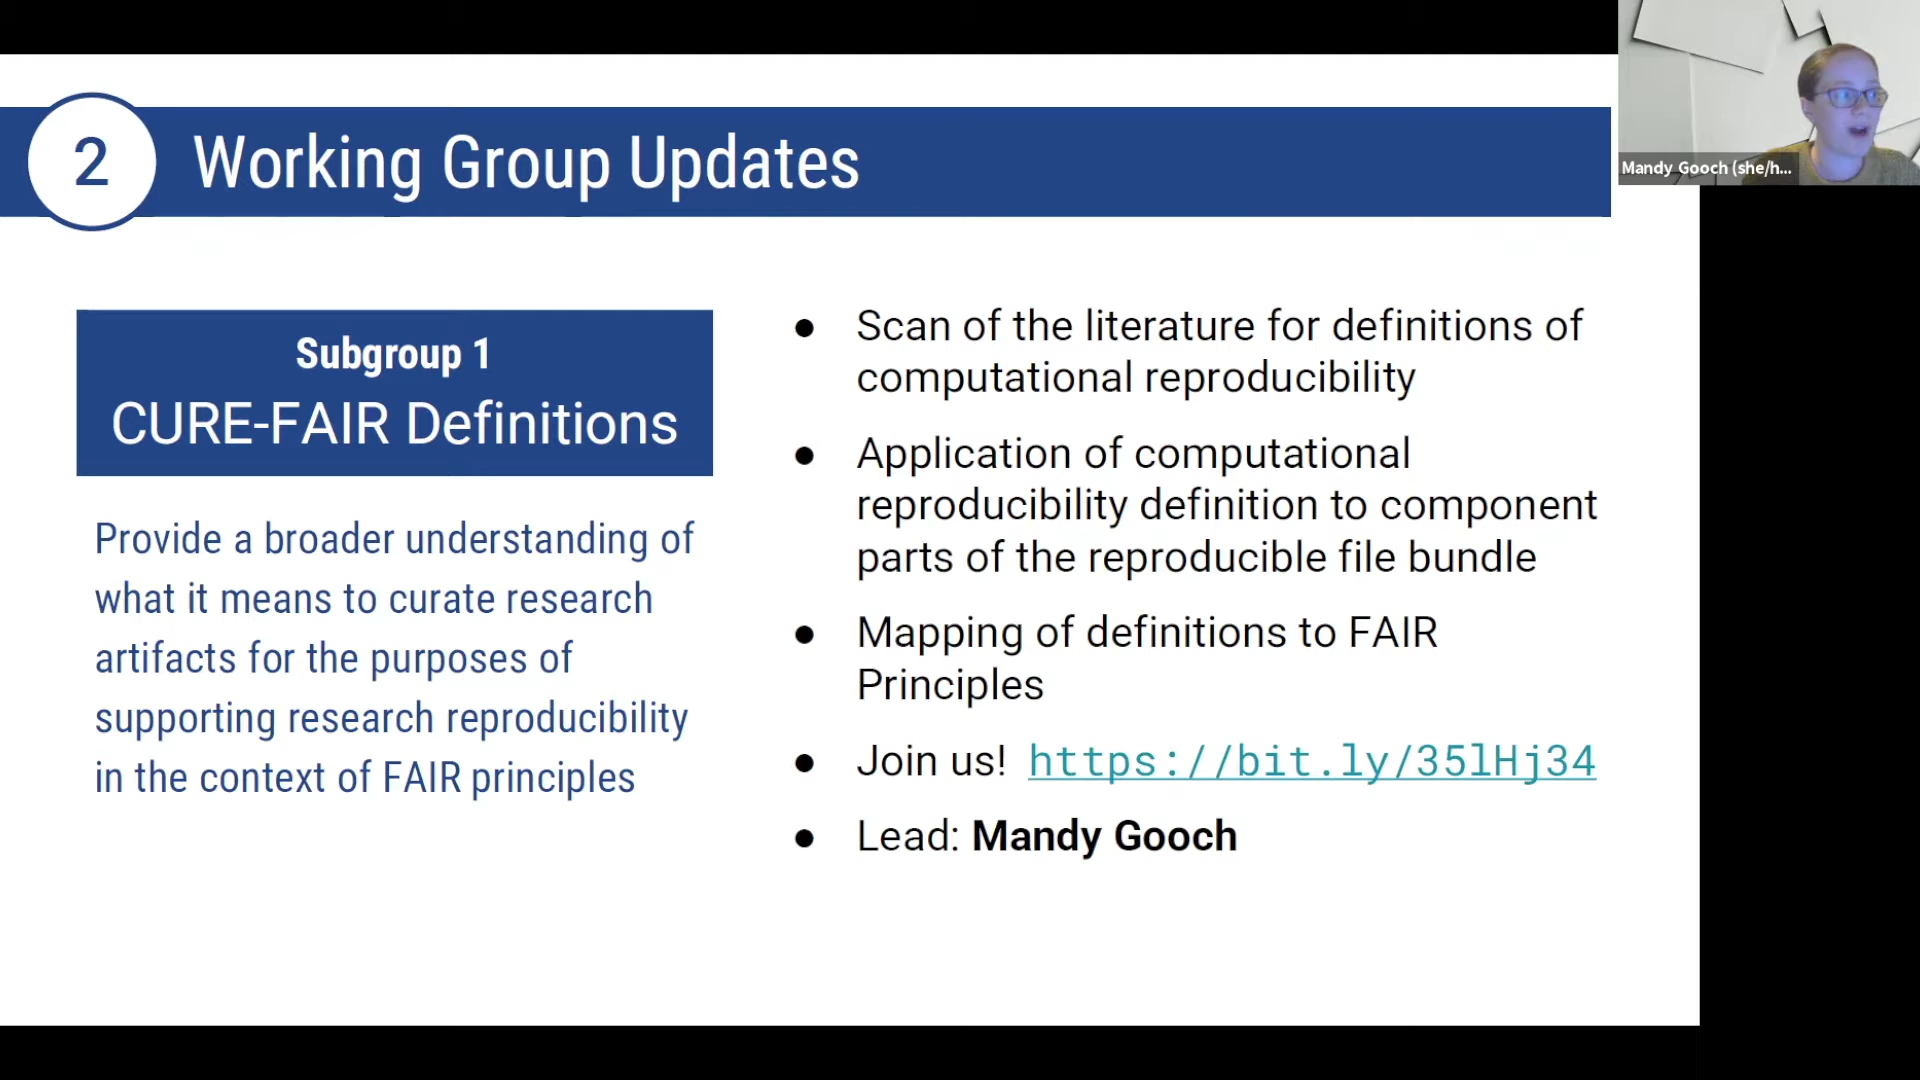 2
Working Group Updates
Subgroup 1
CURE-FAIR Definitions
Provide a broader understanding of
what it means to curate research
artifacts for the purposes of
supporting research reproducibility
in the context of FAIR principles
● Scan of the literature for definitions of
computational reproducibility
● Application of computational
reproducibility definition to component
parts of the reproducible file bundle
● Mapping of definitions to FAIR
Principles
● Join us! https://bit.ly/35lHj34
● Lead: Mandy Gooch
Mandy Gooch (she/h...